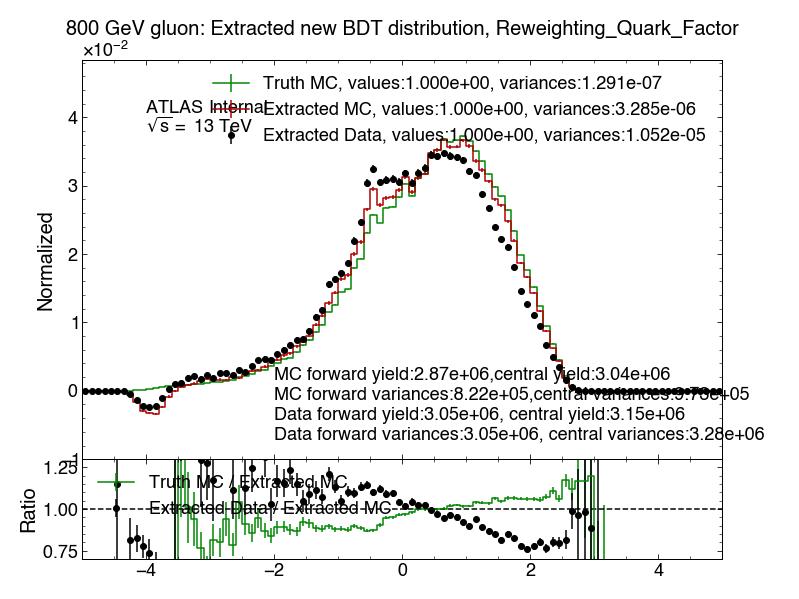 800 GeV gluon: Extracted new BDT distribution, Reweighting_Quark_Factor
×10⁻²
Truth MC, values:1.000e+00, variances:1.291e-07
ATLAS Internal
Extracted MC, values:1.000e+00, variances:3.285e-06
√s = 13 TeV
Extracted Data, values:1.000e+00, variances:1.052e-05
4
3
2
1
0
Normalized
MC forward yield:2.87e+06,central yield:3.04e+06
MC forward variances:8.22e+05,central variances:
Data forward yield:3.05e+06, central yield:3.15e+06
Data forward variances:3.05e+06, central variances:3.28e+06
1.25
Truth MC / Extracted MC
Extracted Data / Extracted MC
1.00
0.75
Ratio
−4 −2 0 2 4